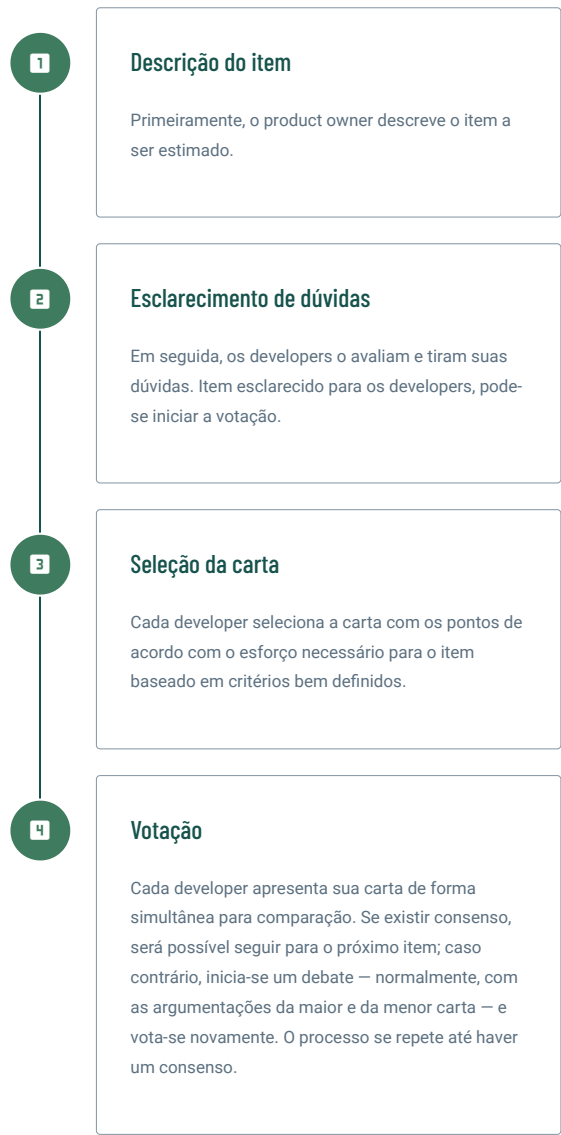 1
Descrição do item
Primeiramente, o product owner descreve o item a
ser estimado.
2
Esclarecimento de dúvidas
Em seguida, os developers o avaliam e tiram suas
dúvidas. Item esclarecido para os developers, pode-
se iniciar a votação.
3
Seleção da carta
Cada developer seleciona a carta com os pontos de
acordo com o esforço necessário para o item
baseado em critérios bem definidos.
4
Votação
Cada developer apresenta sua carta de forma
simultânea para comparação. Se existir consenso,
será possível seguir para o próximo item; caso
contrário, inicia-se um debate — normalmente, com
as argumentações da maior e da menor carta — e
vota-se novamente. O processo se repete até haver
um consenso.